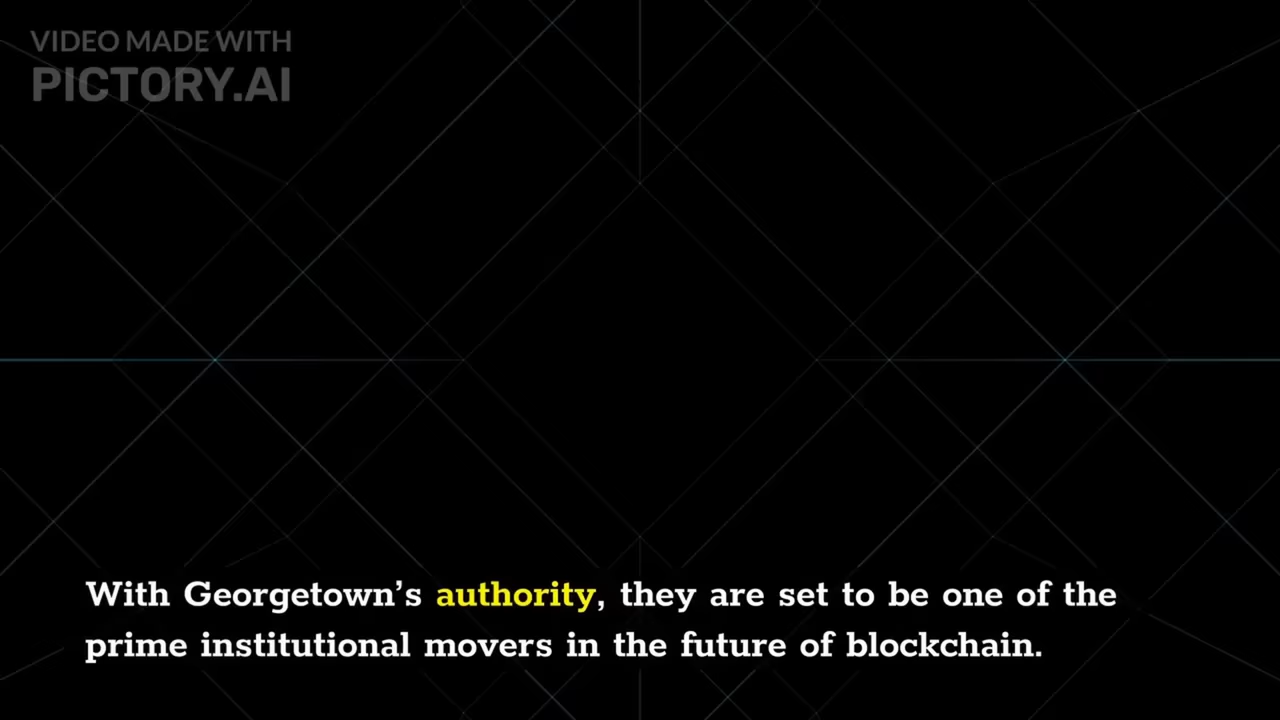 VIDEO MADE WITH
PICTORY.AI
With Georgetown’s authority, they are set to be one of the
prime institutional movers in the future of blockchain.